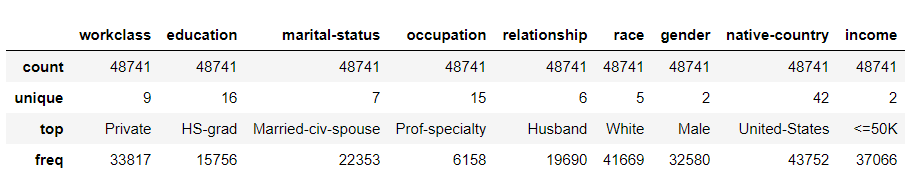 workclass education marital-status occupation relationship race gender native-country income
count 48741 48741 48741 48741 48741 48741 48741 48741 48741
unique 9 16 7 15 6 5 2 42 2
top Private HS-grad Married-civ-spouse Prof-specialty Husband White Male United-States <=50K
freq 33817 15756 22353 6158 19690 41669 32580 43752 37066